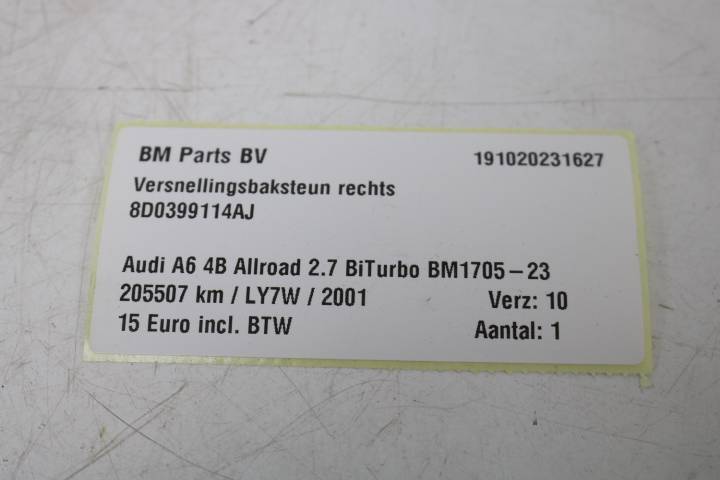 BM Parts BV 191020231627
Versnellingsbaksteun rechts
8D0399114AJ
Audi A6 4B Allroad 2.7 BiTurbo BM1705-23
205507 km / LY7W / 2001 Verz: 10
15 Euro incl. BTW Aantal: 1